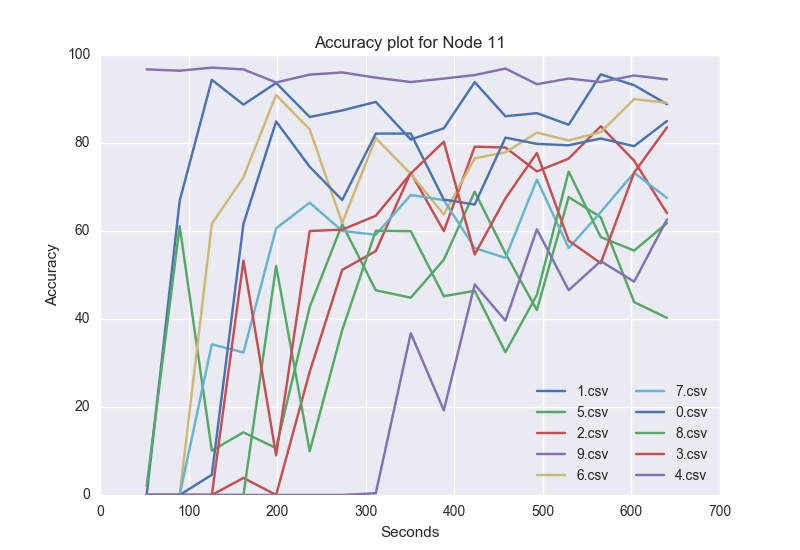 Accuracy plot for Node 11
100
80
60
40
20
0
Accuracy
0 100 200 300 400 500 600 700
Seconds
1.csv 7.csv
5.csv 0.csv
2.csv 8.csv
9.csv 3.csv
6.csv 4.csv